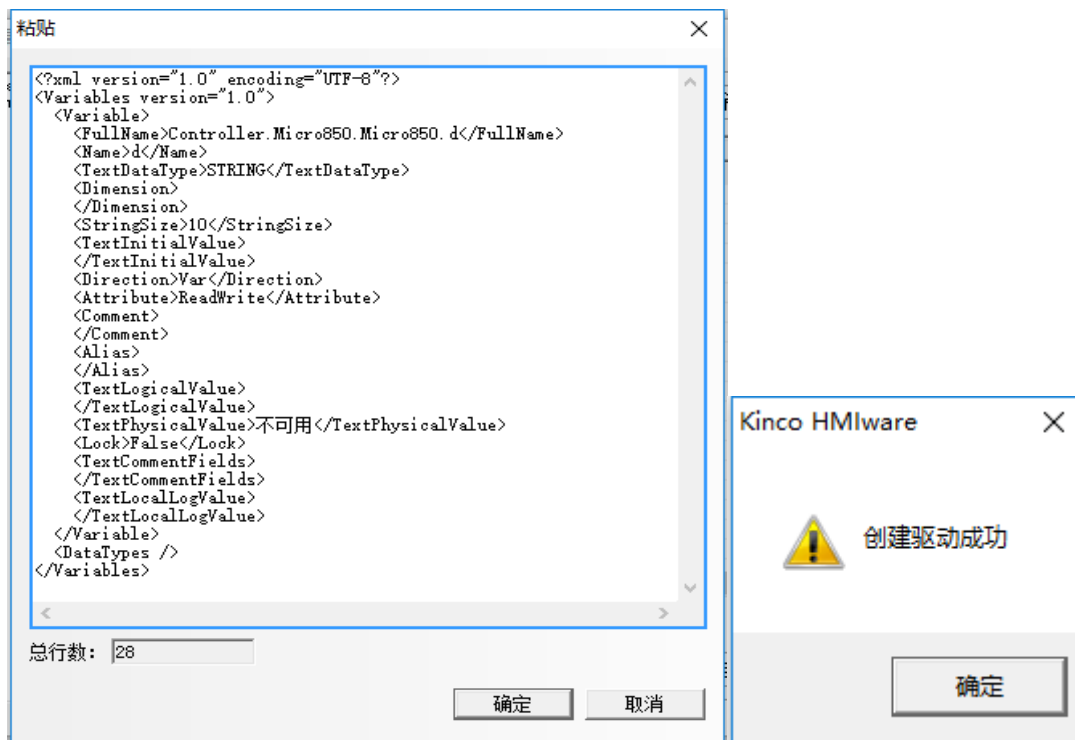 粘贴
<?xml version="1.0" encoding="UTF-8"?>
<Variables version="1.0">
<Variable>
<FullName>Controller.Micro850.Micro850.d</FullName>
<Name>d</Name>
<TextDataType>STRING</TextDataType>
<Dimension>
</Dimension>
<StringSize>10</StringSize>
<TextInitialValue>
</TextInitialValue>
<Direction>Var</Direction>
<Attribute>ReadWrite</Attribute>
<Comment>
</Comment>
<Alias>
</Alias>
<TextLogicalValue>
</TextLogicalValue>
<TextPhysicalValue>不可用</TextPhysicalValue>
<Lock>False</Lock>
<TextCommentFields>
</TextCommentFields>
<TextLocalLogValue>
</TextLocalLogValue>
</Variable>
<DataTypes />
</Variables>
总行数: 28
确定 取消
Kinco HMIware
创建驱动成功
确定